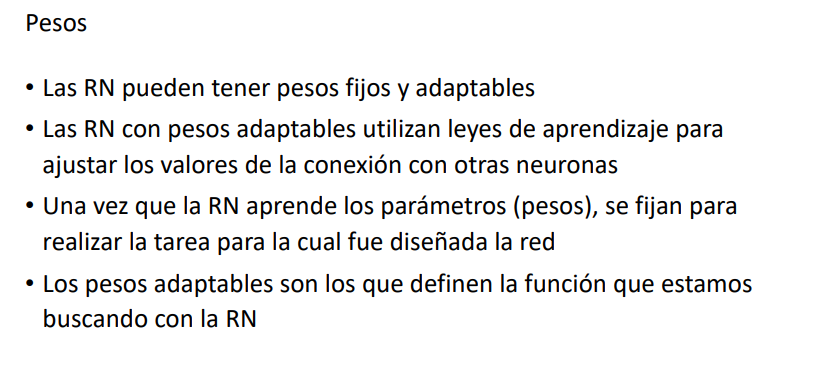 Pesos
• Las RN pueden tener pesos fijos y adaptables
• Las RN con pesos adaptables utilizan leyes de aprendizaje para
ajustar los valores de la conexión con otras neuronas
• Una vez que la RN aprende los parámetros (pesos), se fijan para
realizar la tarea para la cual fue diseñada la red
• Los pesos adaptables son los que definen la función que estamos
buscando con la RN